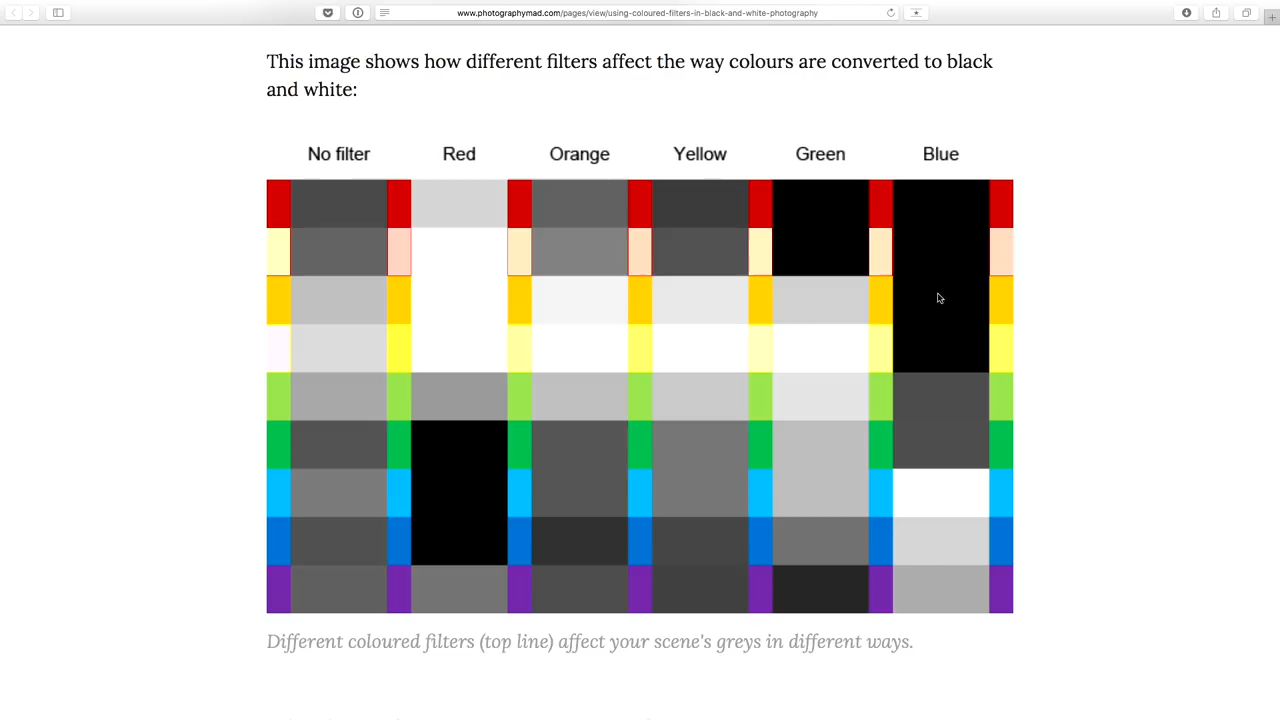 www.photographymad.com/pages/view/using-coloured-filters-in-black-and-white-photography
This image shows how different filters affect the way colours are converted to black
and white:
No filter Red Orange Yellow Green Blue
Different coloured filters (top line) affect your scene's greys in different ways.